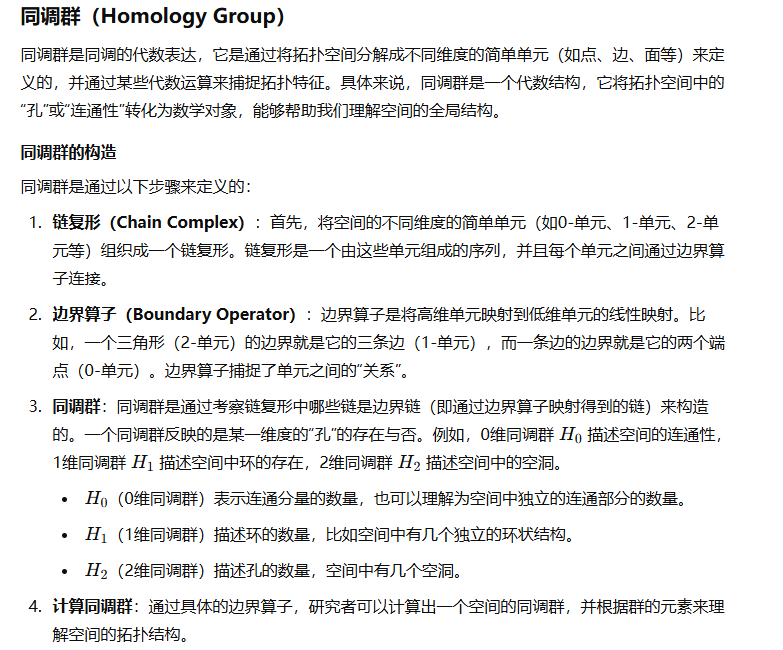 同调群（Homology Group）
同调群是同调的代数表达，它是通过将拓扑空间分解成不同维度的简单单元（如点、边、面等）来定
义的，并通过某些代数运算来捕捉拓扑特征。具体来说，同调群是一个代数结构，它将拓扑空间中的
“孔”或“连通性”转化为数学对象，能够帮助我们理解空间的全局结构。
同调群的构造
同调群是通过以下步骤来定义的：
1. 链复形（Chain Complex）：首先，将空间的不同维度的简单单元（如0-单元、1-单元、2-单
元等）组织成一个链复形。链复形是一个由这些单元组成的序列，并且每个单元之间通过边界算
子连接。
2. 边界算子（Boundary Operator）：边界算子是将高维单元映射到低维单元的线性映射。比
如，一个三角形（2-单元）的边界就是它的三条边（1-单元），而一条边的边界就是它的两个端
点（0-单元）。边界算子捕捉了单元之间的“关系”。
3. 同调群：同调群是通过考察链复形中哪些链是边界链（即通过边界算子映射得到的链）来构造
的。一个同调群反映的是某一维度的“孔”的存在与否。例如，0维同调群 H₀ 描述空间的连通性，
1维同调群 H₁ 描述空间中环的存在，2维同调群 H₂ 描述空间中的空洞。
• H₀（0维同调群）表示连通分量的数量，也可以理解为空间中独立的连通部分的数量。
• H₁（1维同调群）描述环的数量，比如空间中有几个独立的环状结构。
• H₂（2维同调群）描述孔的数量，空间中有几个空洞。
4. 计算同调群：通过具体的边界算子，研究者可以计算出一个空间的同调群，并根据群的元素来理
解空间的拓扑结构。